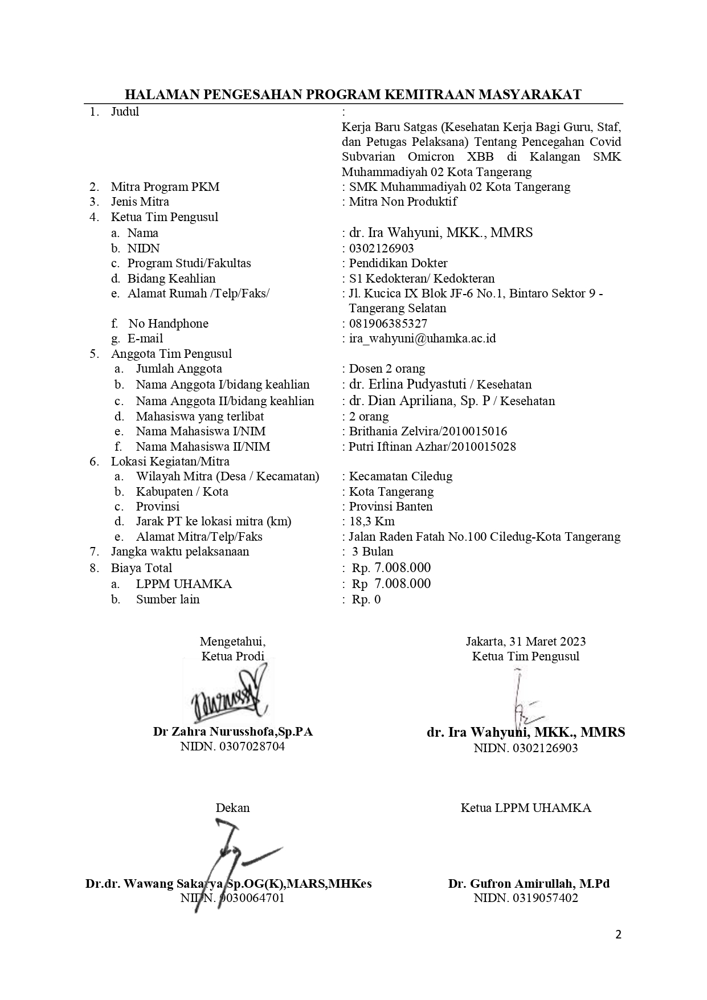 HALAMAN PENGESAHAN PROGRAM KEMITRAAN MASYARAKAT
1. Judul :
Kerja Baru Satgas (Kesehatan Kerja Bagi Guru, Staf,
dan Petugas Pelaksana) Tentang Pencegahan Covid
Subvarian Omicron XBB di Kalangan SMK
Muhammadiyah 02 Kota Tangerang
2. Mitra Program PKM : SMK Muhammadiyah 02 Kota Tangerang
3. Jenis Mitra : Mitra Non Produktif
4. Ketua Tim Pengusul
a. Nama : dr. Ira Wahyuni, MKK., MMRS
b. NIDN : 0302126903
c. Program Studi/Fakultas : Pendidikan Dokter
d. Bidang Keahlian : S1 Kedokteran/ Kedokteran
e. Alamat Rumah /Telp/Faks/ : Jl. Kucica IX Blok JF-6 No.1, Bintaro Sektor 9 -
Tangerang Selatan
f. No Handphone : 081906385327
g. E-mail : ira_wahyuni@uhamka.ac.id
5. Anggota Tim Pengusul
a. Jumlah Anggota : Dosen 2 orang
b. Nama Anggota I/bidang keahlian : dr. Erlina Pudyastuti / Kesehatan
c. Nama Anggota II/bidang keahlian : dr. Dian Apriliana, Sp. P / Kesehatan
d. Mahasiswa yang terlibat : 2 orang
e. Nama Mahasiswa I/NIM : Brithania Zelvira/2010015016
f. Nama Mahasiswa II/NIM : Putri Iftinan Azhar/2010015028
6. Lokasi Kegiatan/Mitra
a. Wilayah Mitra (Desa / Kecamatan) : Kecamatan Ciledug
b. Kabupaten / Kota : Kota Tangerang
c. Provinsi : Provinsi Banten
d. Jarak PT ke lokasi mitra (km) : 18,3 Km
e. Alamat Mitra/Telp/Faks : Jalan Raden Fatah No.100 Ciledug-Kota Tangerang
7. Jangka waktu pelaksanaan : 3 Bulan
8. Biaya Total : Rp. 7.008.000
a. LPPM UHAMKA : Rp 7.008.000
b. Sumber lain : Rp. 0
Mengetahui, Jakarta, 31 Maret 2023
Ketua Prodi Ketua Tim Pengusul
Dr Zahra Nurusshofa,Sp.PA dr. Ira Wahyuni, MKK., MMRS
NIDN. 0307028704 NIDN. 0302126903
Dekan Ketua LPPM UHAMKA
Dr.dr. Wawang Sakarya Sp.OG(K),MARS,MHKes Dr. Gufron Amirullah, M.Pd
NIDN. 9030064701 NIDN. 0319057402
2